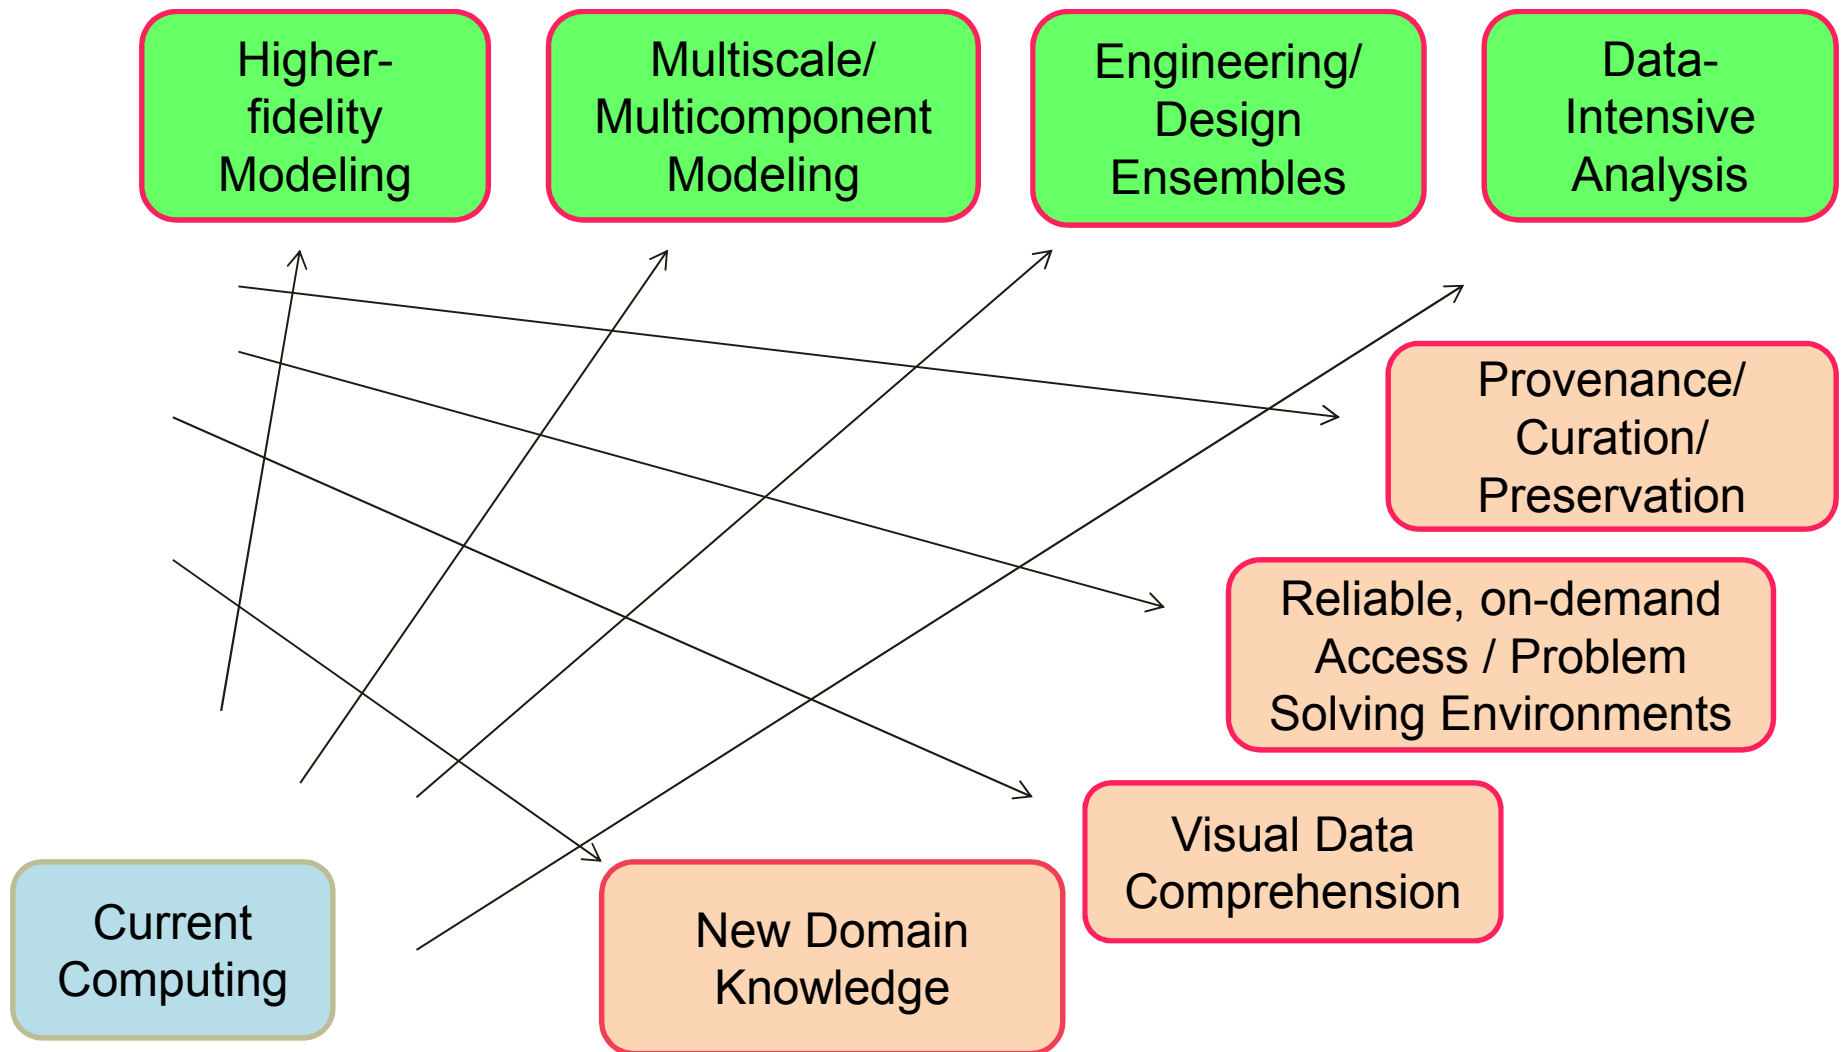 Higher-
fidelity
Modeling
Multiscale/
Multicomponent
Modeling
Engineering/
Design
Ensembles
Data-
Intensive
Analysis
Provenance/
Curation/
Preservation
Reliable, on-demand
Access / Problem
Solving Environments
Visual Data
Comprehension
Current
Computing
New Domain
Knowledge